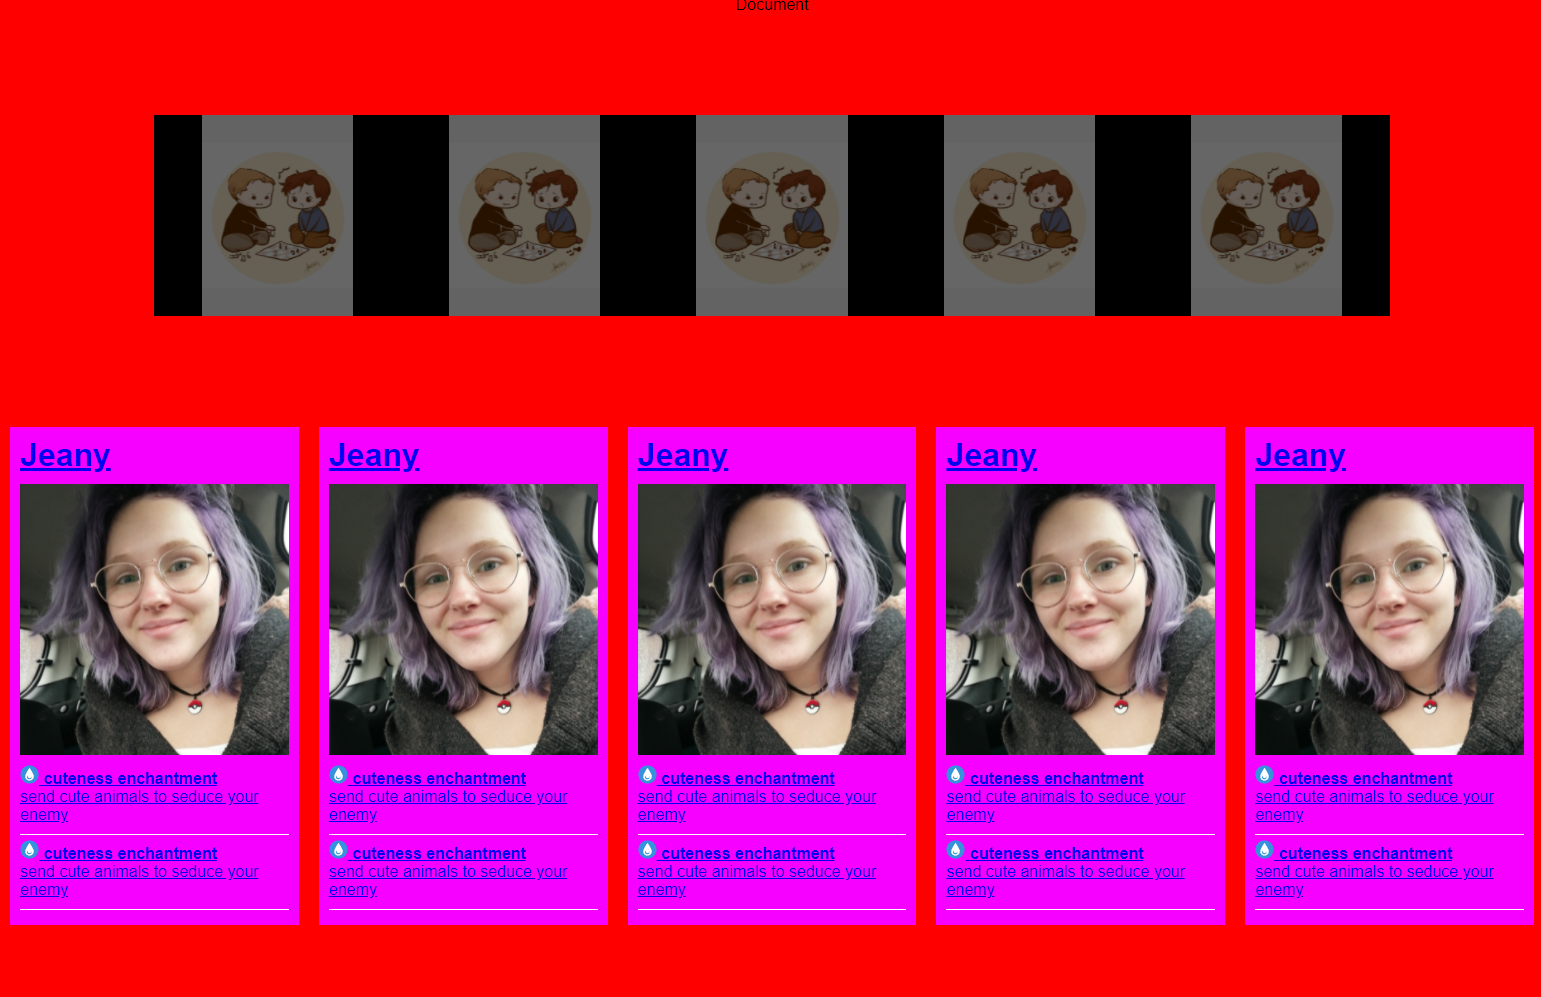 Document
Jeany Jeany Jeany Jeany Jeany
cuteness enchantment cuteness enchantment cuteness enchantment cuteness enchantment cuteness enchantment
send cute animals to seduce your send cute animals to seduce your send cute animals to seduce your send cute animals to seduce your send cute animals to seduce your
enemy enemy enemy enemy enemy
cuteness enchantment cuteness enchantment cuteness enchantment cuteness enchantment cuteness enchantment
send cute animals to seduce your send cute animals to seduce your send cute animals to seduce your send cute animals to seduce your send cute animals to seduce your
enemy enemy enemy enemy enemy